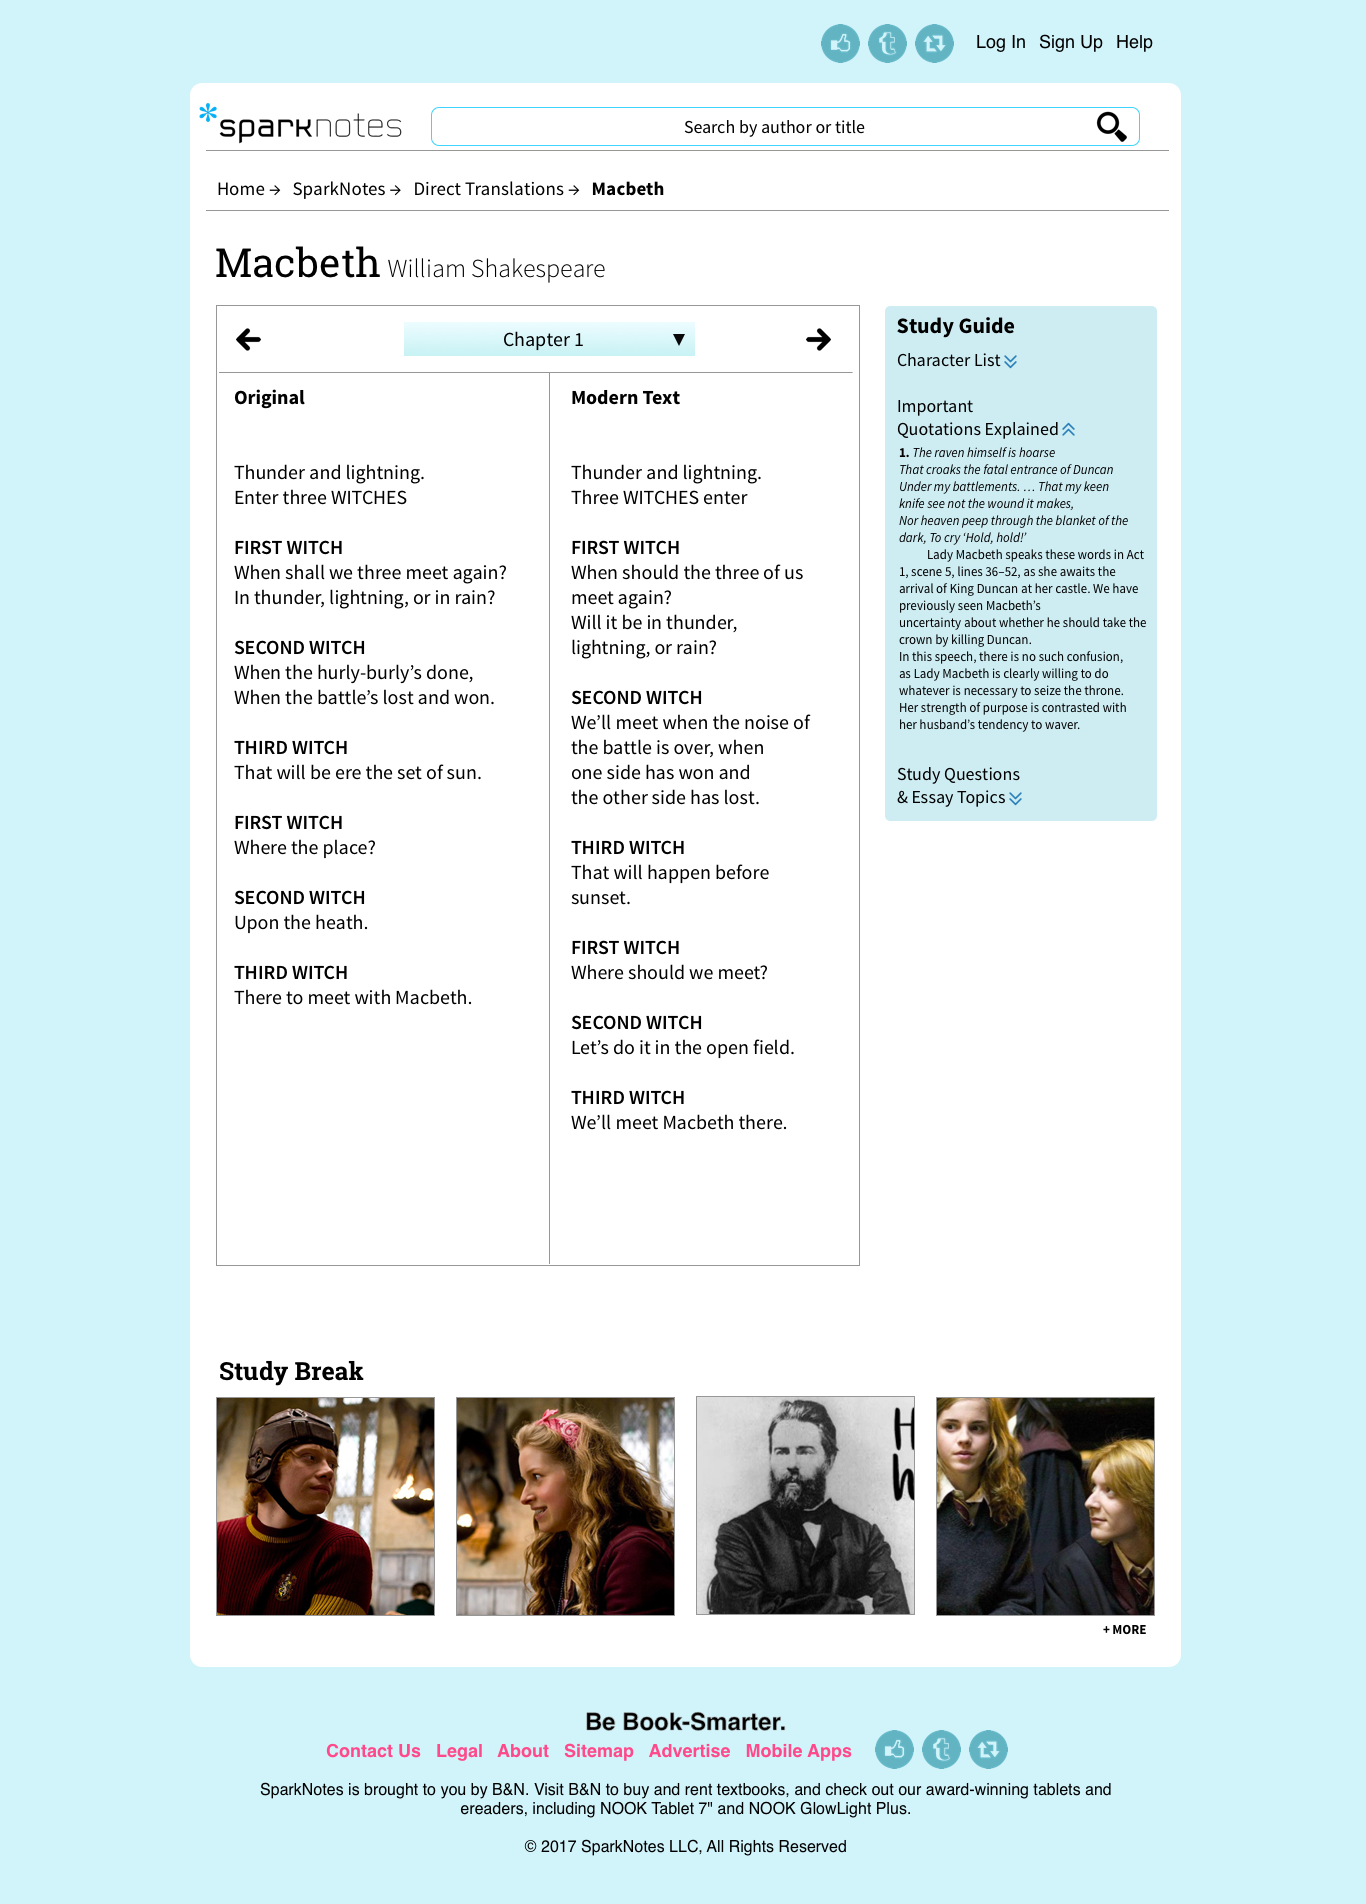 Log In Sign Up Help
*sparknotes
Search by author or title
Home → SparkNotes → Direct Translations → Macbeth
Macbeth William Shakespeare
Chapter 1
Original
Thunder and lightning.
Enter three WITCHES
FIRST WITCH
When shall we three meet again?
In thunder, lightning, or in rain?
SECOND WITCH
When the hurly-burly’s done,
When the battle’s lost and won.
THIRD WITCH
That will be ere the set of sun.
FIRST WITCH
Where the place?
SECOND WITCH
Upon the heath.
THIRD WITCH
There to meet with Macbeth.
Modern Text
Thunder and lightning.
Three WITCHES enter
FIRST WITCH
When should the three of us
meet again?
Will it be in thunder,
lightning, or rain?
SECOND WITCH
We’ll meet when the noise of
the battle is over, when
one side has won and
the other side has lost.
THIRD WITCH
That will happen before
sunset.
FIRST WITCH
Where should we meet?
SECOND WITCH
Let’s do it in the open field.
THIRD WITCH
We’ll meet Macbeth there.
Study Guide
Character List
Important
Quotations Explained
1. The raven himself is hoarse
That croaks the fatal entrance of Duncan
Under my battlements. … That my keen
knife see not the wound it makes,
Nor heaven peep through the blanket of the
dark, To cry ‘Hold, hold!’
Lady Macbeth speaks these words in Act
1, scene 5, lines 36–52, as she awaits the
arrival of King Duncan at her castle. We have
previously seen Macbeth’s
uncertainty about whether he should take the
crown by killing Duncan.
In this speech, there is no such confusion,
as Lady Macbeth is clearly willing to do
whatever is necessary to seize the throne.
Her strength of purpose is contrasted with
her husband’s tendency to waver.
Study Questions
& Essay Topics
Study Break
+ MORE
Be Book-Smarter.
Contact Us Legal About Sitemap Advertise Mobile Apps
SparkNotes is brought to you by B&N. Visit B&N to buy and rent textbooks, and check out our award-winning tablets and
ereaders, including NOOK Tablet 7" and NOOK GlowLight Plus.
© 2017 SparkNotes LLC, All Rights Reserved